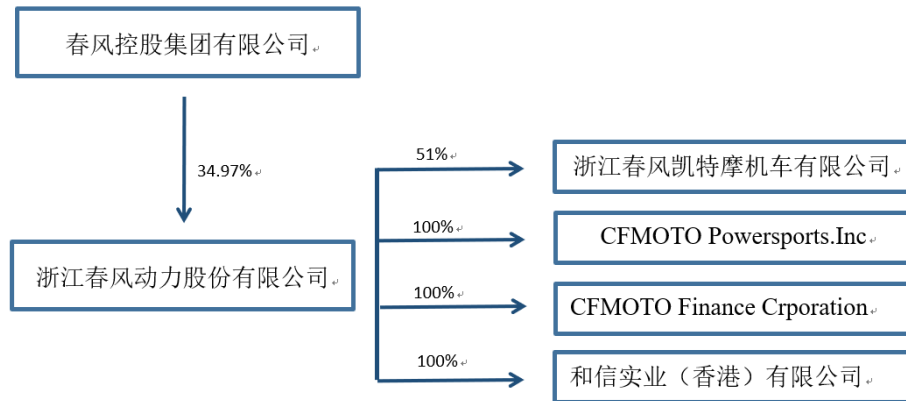 春风控股集团有限公司
34.97%
浙江春风动力股份有限公司
51%
浙江春风凯特摩机车有限公司
100%
CFMOTO Powersports.Inc
100%
CFMOTO Finance Crporation
100%
和信实业（香港）有限公司